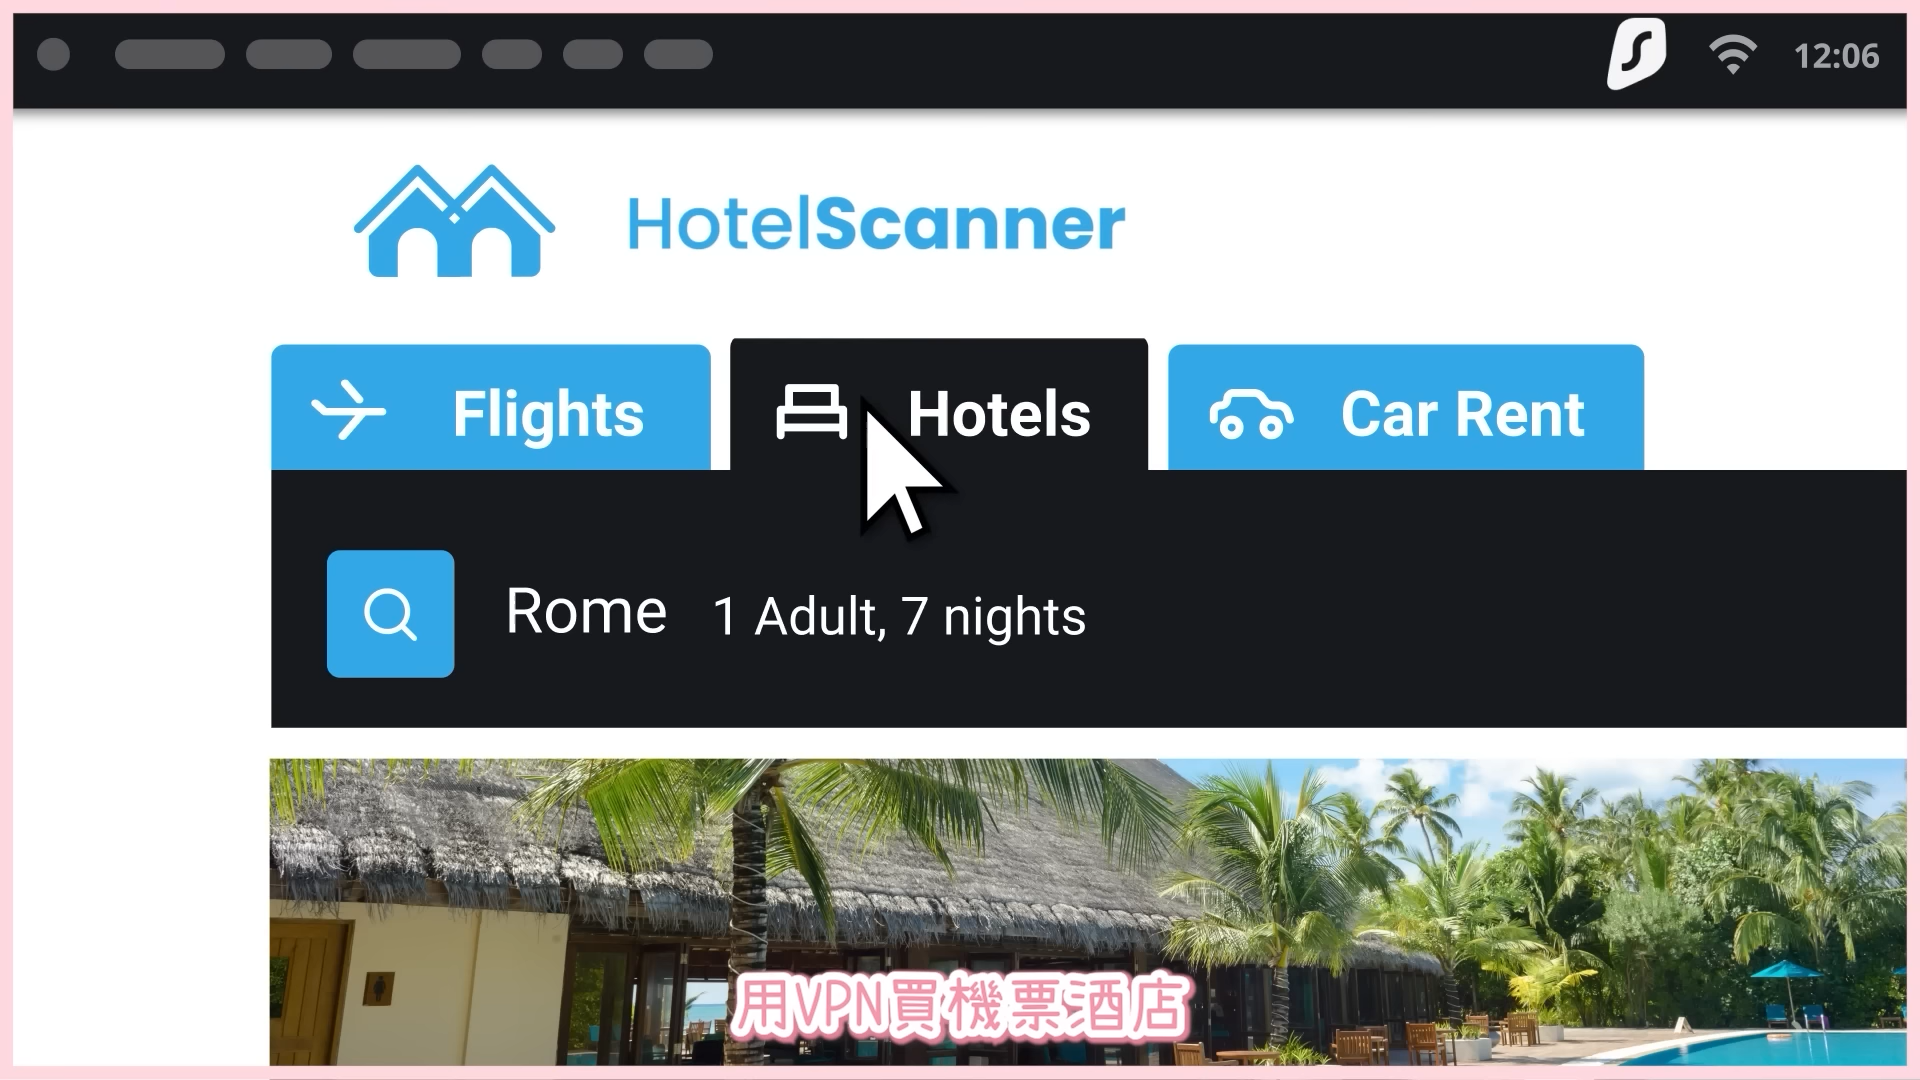 12:06
HotelScanner
Flights
Hotels
Car Rent
Rome 1 Adult, 7 nights
用VPN買機票酒店